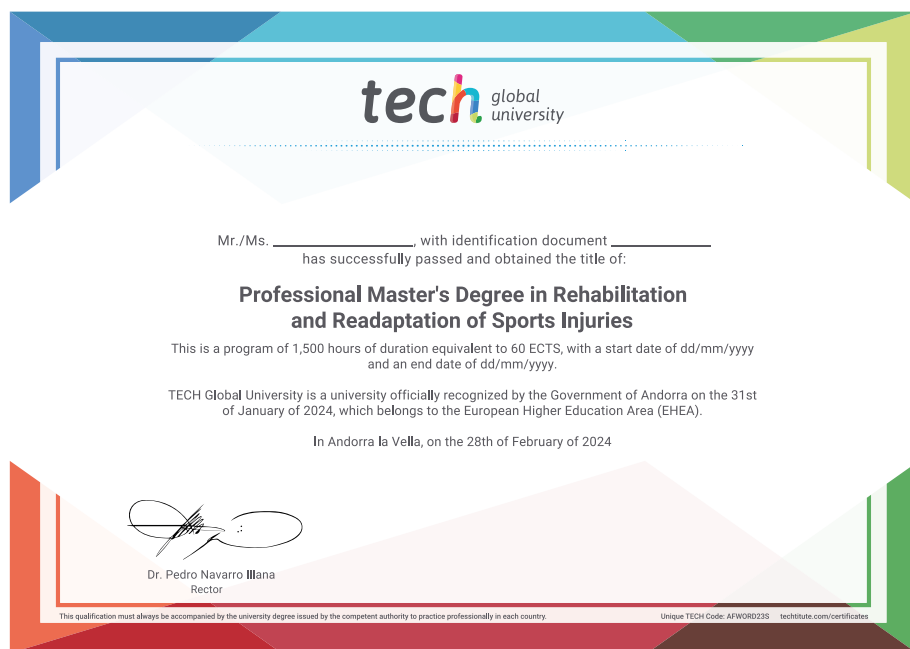 tech global university
Mr./Ms. ____________________, with identification document ______________
has successfully passed and obtained the title of:
Professional Master's Degree in Rehabilitation
and Readaptation of Sports Injuries
This is a program of 1,500 hours of duration equivalent to 60 ECTS, with a start date of dd/mm/yyyy
and an end date of dd/mm/yyyy.
TECH Global University is a university officially recognized by the Government of Andorra on the 31st
of January of 2024, which belongs to the European Higher Education Area (EHEA).
In Andorra la Vella, on the 28th of February of 2024
Dr. Pedro Navarro Illana
Rector
This qualification must always be accompanied by the university degree issued by the competent authority to practice professionally in each country.
Unique TECH Code: AFWORD23S techtitute.com/certificates